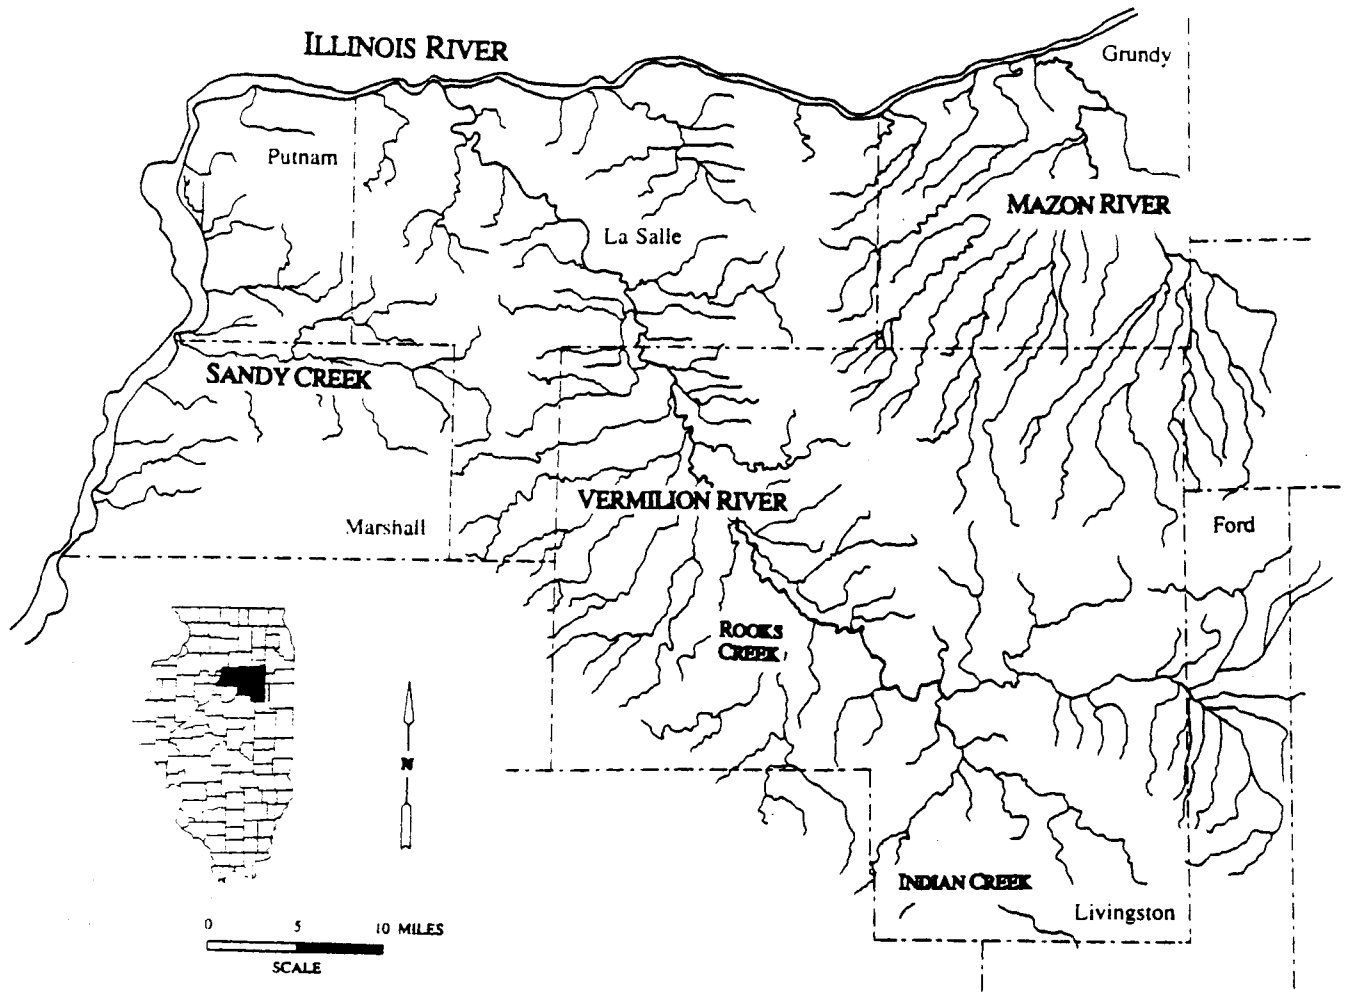 ILLINOIS RIVER
Grundy
Putnam
MAZON RIVER
La Salle
SANDY CREEK
VERMILION RIVER
Marshall
Ford
ROOKS
CREEK
N
INDIAN CREEK
Livingston
0 5 10 MILES
SCALE